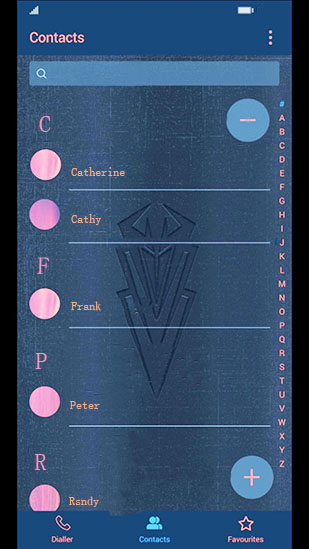 Contacts
C
Catherine
Cathy
F
Frank
P
Peter
R
Rsndy
#
A
B
C
D
E
F
G
H
I
J
K
L
M
N
O
P
Q
R
S
T
U
V
W
X
Y
Z
Dialler
Contacts
Favourites